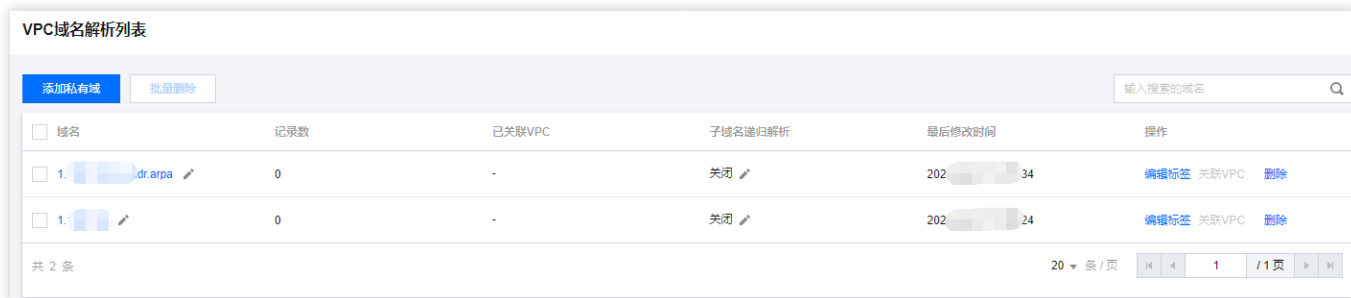 VPC域名解析列表
添加私有域 批量删除 输入搜索的域名
域名 记录数 已关联VPC 子域名递归解析 最后修改时间 操作
1. .dr.arpa 0 - 关闭 202 34 编辑标签 关联VPC 删除
1. 0 - 关闭 202 24 编辑标签 关联VPC 删除
共 2 条 20 条/页 1 /1页